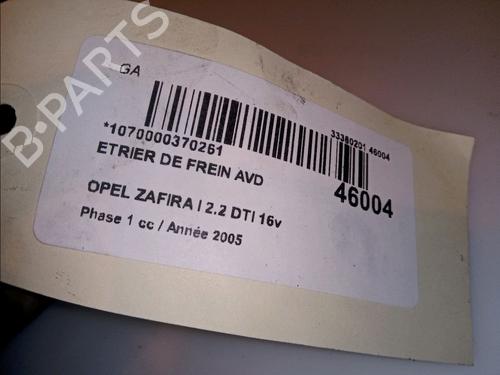 B-PARTS
GA
33380201 46004
*1070000370261
ETRIER DE FREIN AVD
46004
OPEL ZAFIRA I 2.2 DTI 16v
Phase 1 cc / Année 2005